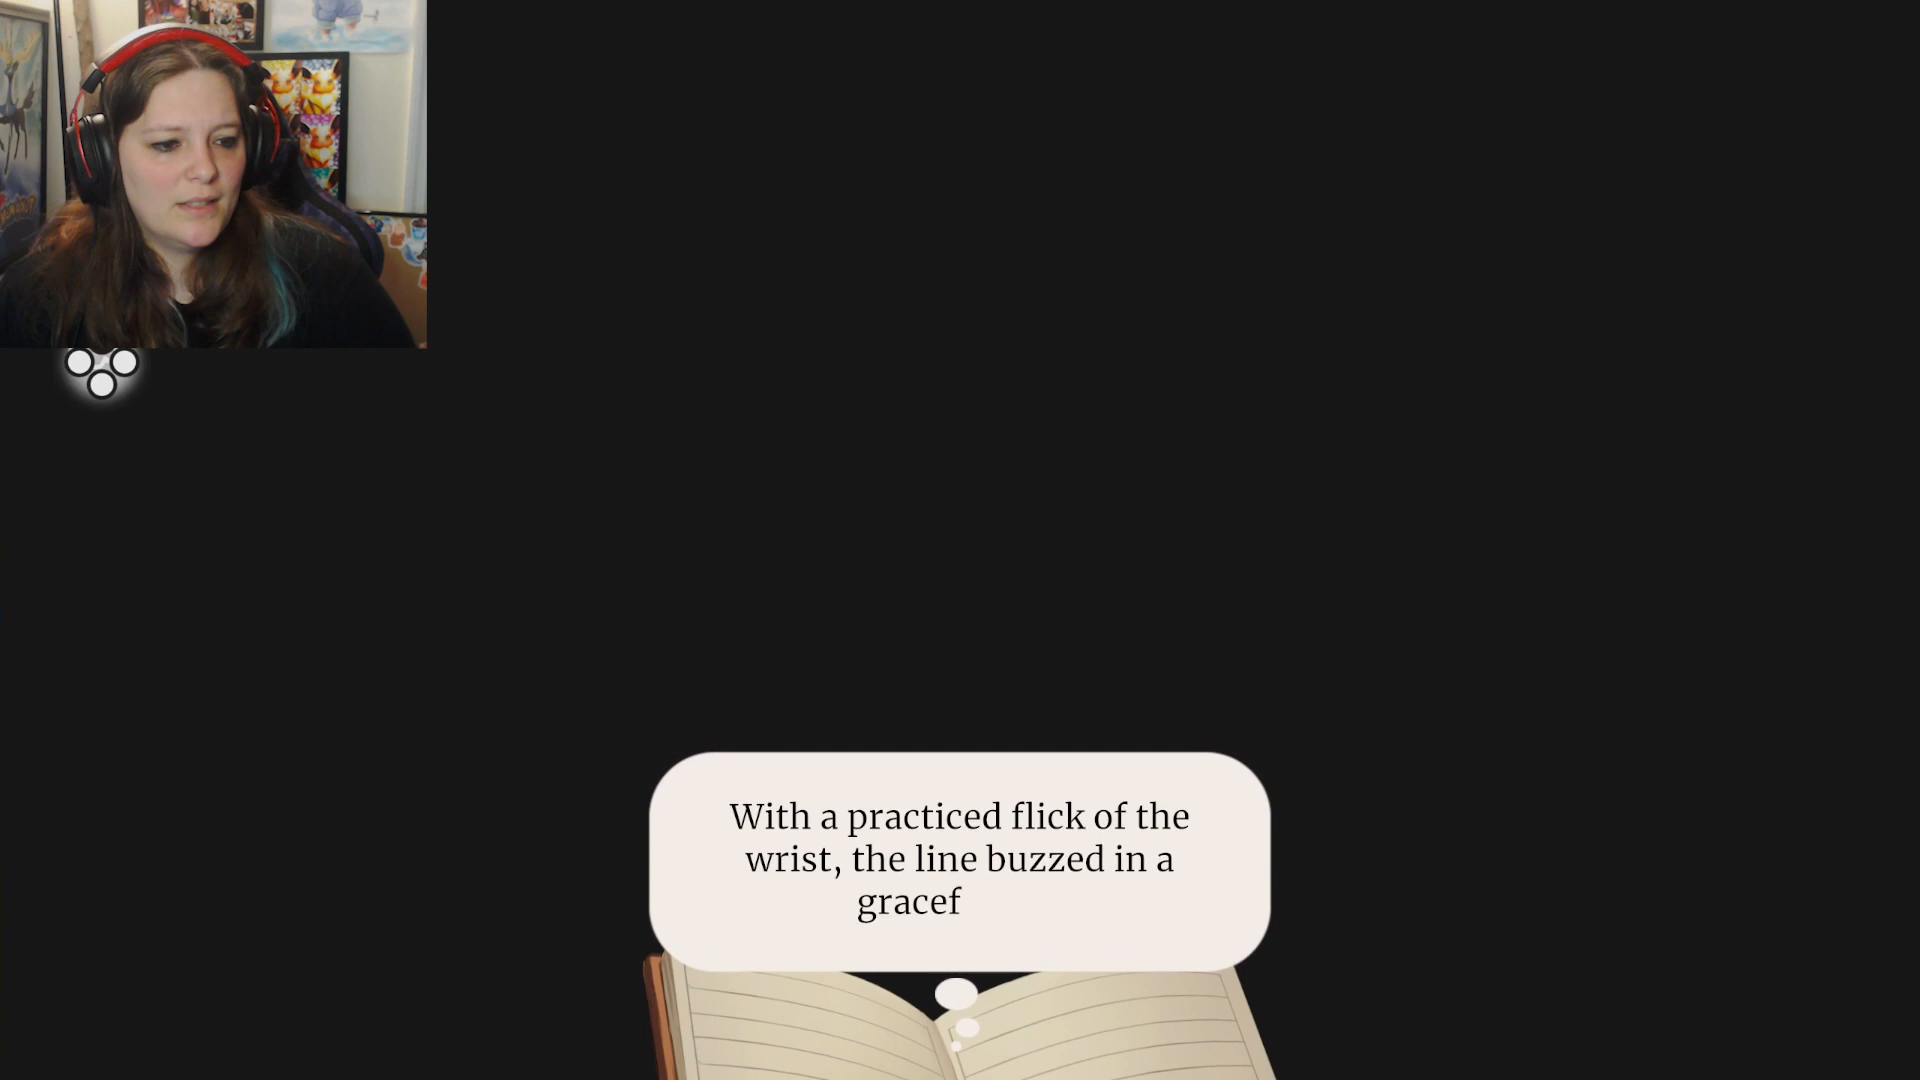 With a practiced flick of the
wrist, the line buzzed in a
gracef